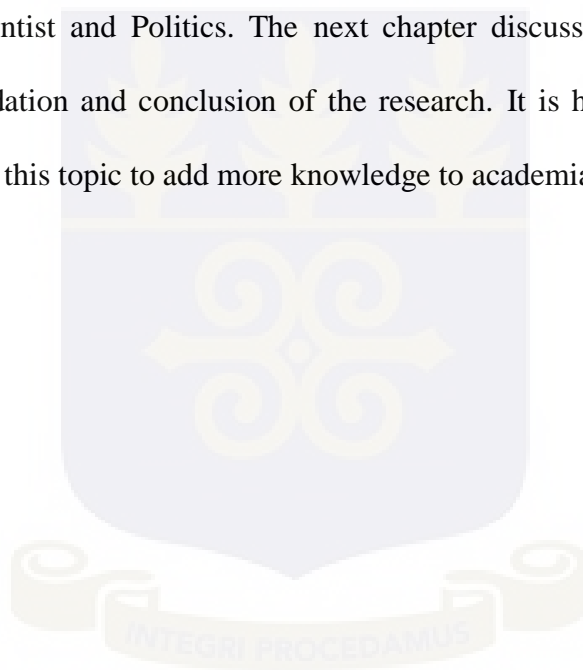 ntist and Politics. The next chapter discuss
dation and conclusion of the research. It is h
this topic to add more knowledge to academia
INTEGRI PROCEDAMUS